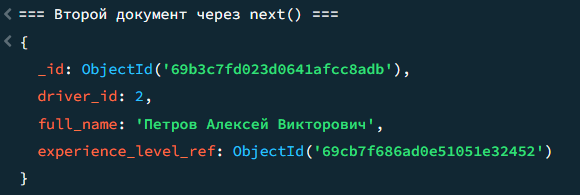 === Второй документ через next() ===
{
_id: ObjectId('69b3c7fd023d0641afcc8adb'),
driver_id: 2,
full_name: 'Петров Алексей Викторович',
experience_level_ref: ObjectId('69cb7f686ad0e51051e32452')
}